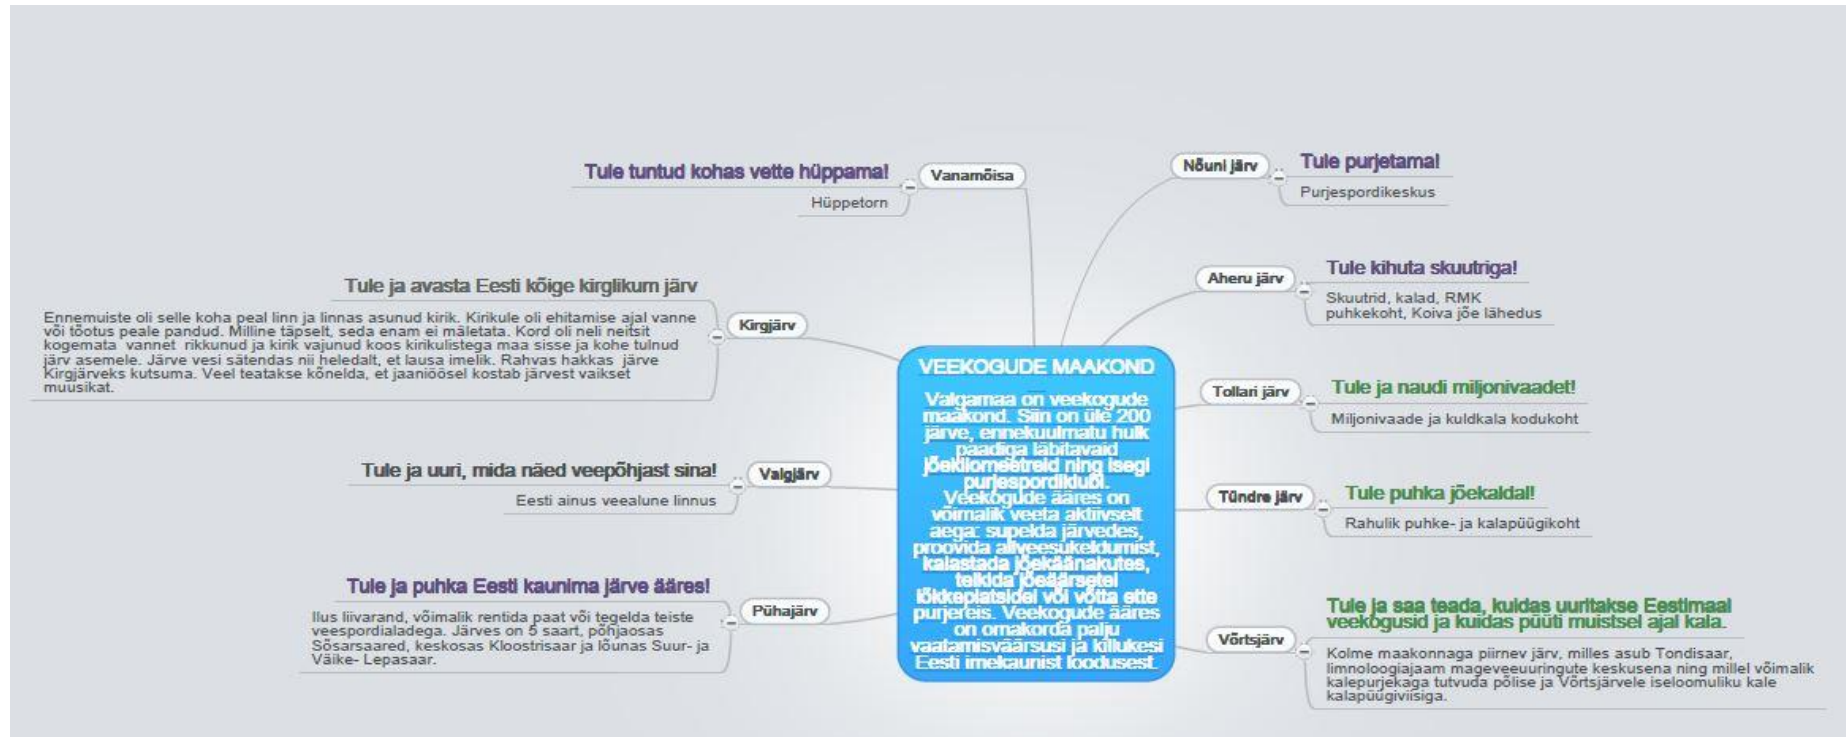 Tule tuntud kohas vette hüppama!
Vanamõisa
Hüppetorn
Tule ja avasta Eesti kõige kirglikum järv
Ennemuiste oli selle koha peal linn ja linnas asunud kirik. Kirikule oli ehitamise ajal vanne
või tõotus peale pandud. Milline täpselt, seda enam ei mäletata. Kord oli neli neitsit
kogemata vannet rikkunud ja kirik vajunud koos kirikulistega maa sisse ja kohe tulnud
järv asemele. Järve vesi sätendas nii heledalt, et lausa imelik. Rahvas hakkas järve
Kirgjärveks kutsuma. Veel teatakse kõnelda, et jaaniöösel kostab järvest vaikset
muusikat.
Kirgjärv
Tule ja uuri, mida näed veepõhjast sina!
Valgjärv
Eesti ainus veealune linnus
Tule ja puhka Eesti kaunima järve ääres!
Ilus liivarand, võimalik rentida paat või tegelda teiste
veespordialadega. Järves on 5 saart, põhjaosas
Sõsarsaared, keskosas Kloostrisaar ja lõunas Suur- ja
Väike- Lepasaar.
Pühajärv
VEEKOGUDE MAAKOND
Valgamaa on veekogude
maakond. Siin on üle 200
järve, ennekuulmatu hulk
paadiga läbitavaid
jõekilomeetreid ning isegi
purjespordiklubi.
Veekogude ääres on
võimalik veeta aktiivselt
aega: supelda järvedes,
proovida allveesukeldumist,
kalastada jõekäänakutes,
telkida jõeäärsetel
lõkkeplatsidel või võtta ette
purjereis. Veekogude ääres
on omakorda palju
vaatamisväärsusi ja killukesi
Eesti imekaunist loodusest.
Nõuni järv
Tule purjetama!
Purjespordikeskus
Aheru järv
Tule kihuta skuutriga!
Skuutrid, kalad, RMK
puhkekoht, Koiva jõe lähedus
Tollari järv
Tule ja naudi miljonivaadet!
Miljonivaade ja kuldkala kodukoht
Tündre järv
Tule puhka jõekaldal!
Rahulik puhke- ja kalapüügikoht
Võrtsjärv
Tule ja saa teada, kuidas uuritakse Eestimaal
veekogusid ja kuidas püüti muistsel ajal kala.
Kolme maakonnaga piirnev järv, milles asub Tondisaar,
limnoloogiajaam mageveeuuringute keskusena ning millel võimalik
kalepurjekaga tutvuda põlise ja Võrtsjärvele iseloomuliku kale
kalapüügiviisiga.